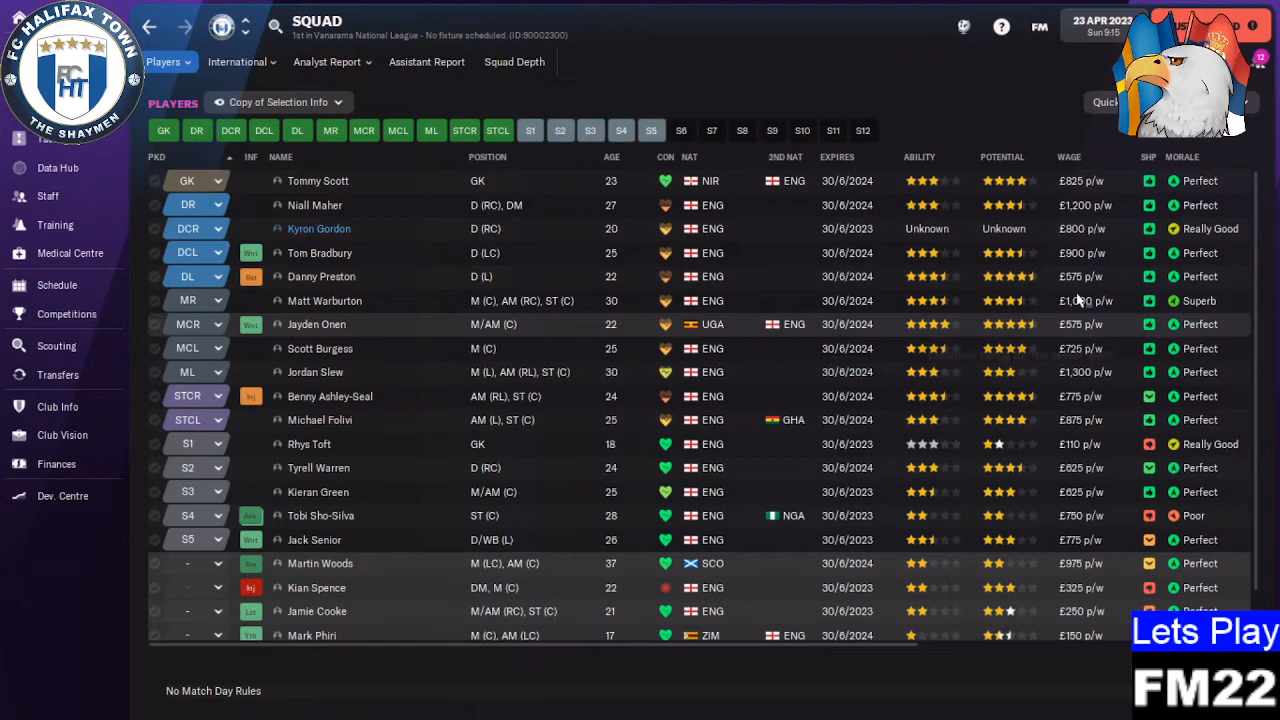 FC HALIFAX TOWN
FC
HT
THE SHAYMEN
SQUAD
1st in Vanarama National League - No fixture scheduled. (ID:90002300)
FM
23 APR 2023
Sun 9:15
12
Players
International
Analyst Report
Assistant Report
Squad Depth
PLAYERS
Copy of Selection Info
Quick
GK DR DCR DCL DL MR MCR MCL ML STCR STCL S1 S2 S3 S4 S5 S6 S7 S8 S9 S10 S11 S12
PKD INF NAME POSITION AGE CON NAT 2ND NAT EXPIRES ABILITY POTENTIAL WAGE SHP MORALE
GK Tommy Scott GK 23 NIR ENG 30/6/2024 £825 p/w Perfect
DR Niall Maher D (RC), DM 27 ENG 30/6/2024 £1,200 p/w Perfect
DCR Kyron Gordon D (RC) 20 ENG 30/6/2024 Unknown Unknown £800 p/w Really Good
DCL Wnt Tom Bradbury D (LC) 25 ENG 30/6/2024 £900 p/w Perfect
DL Rst Danny Preston D (L) 22 ENG 30/6/2024 £575 p/w Perfect
MR Matt Warburton M (C), AM (RC), ST (C) 30 ENG 30/6/2024 p/w Superb
MCR Wnt Jayden Onen M/AM (C) 22 UGA ENG 30/6/2024 £575 p/w Perfect
MCL Scott Burgess M (C) 25 ENG 30/6/2024 £725 p/w Perfect
ML Jordan Slew M (L), AM (RL), ST (C) 30 ENG 30/6/2024 £1,300 p/w Perfect
STCR Inj Benny Ashley-Seal AM (RL), ST (C) 24 ENG 30/6/2024 £775 p/w Perfect
STCL Michael Folivi AM (L), ST (C) 25 ENG GHA 30/6/2024 £875 p/w Perfect
S1 Rhys Toft GK 18 ENG 30/6/2023 £110 p/w Really Good
S2 Tyrell Warren D (RC) 24 ENG 30/6/2024 £625 p/w Perfect
S3 Kieran Green M/AM (C) 25 ENG 30/6/2023 £625 p/w Perfect
S4 Tobi Sho-Silva ST (C) 28 ENG NGA 30/6/2023 £750 p/w Poor
S5 Wnt Jack Senior D/WB (L) 26 ENG 30/6/2023 £775 p/w Perfect
- Martin Woods M (LC), AM (C) 37 SCO 30/6/2023 £975 p/w Perfect
- Inj Kian Spence DM, M (C) 22 ENG 30/6/2023 £325 p/w Perfect
- Lst Jamie Cooke M/AM (RC), ST (C) 21 ENG 30/6/2023 £250 p/w Perfect
- Yth Mark Phiri M (C), AM (LC) 17 ZIM ENG 30/6/2023 £150 p/w
No Match Day Rules
Data Hub
Staff
Training
Medical Centre
Schedule
Competitions
Scouting
Transfers
Club Info
Club Vision
Finances
Dev. Centre
Lets Play
FM22